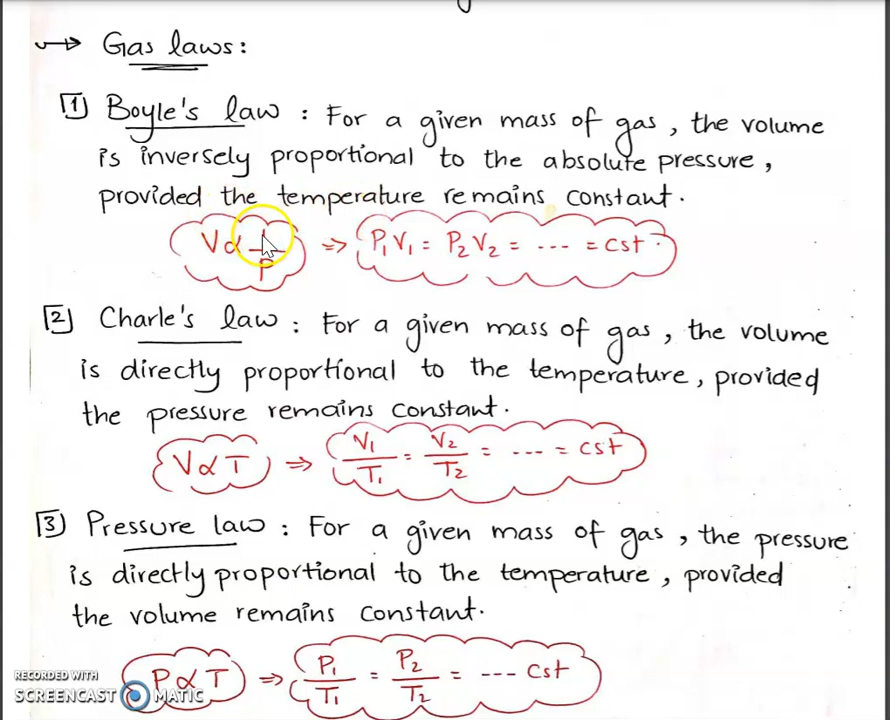 → Gas laws:
1 Boyle's law : For a given mass of gas, the volume
is inversely proportional to the absolute pressure,
provided the temperature remains constant.
V ∝ 1/P ⇒ P₁V₁ = P₂V₂ = --- = cst.
2 Charle's law : For a given mass of gas, the volume
is directly proportional to the temperature, provided
the pressure remains constant.
V ∝ T ⇒ V₁/T₁ = V₂/T₂ = --- = cst
3 Pressure law : For a given mass of gas, the pressure
is directly proportional to the temperature, provided
the volume remains constant.
P ∝ T ⇒ P₁/T₁ = P₂/T₂ = --- cst
RECORDED WITH
SCREENCAST MATIC